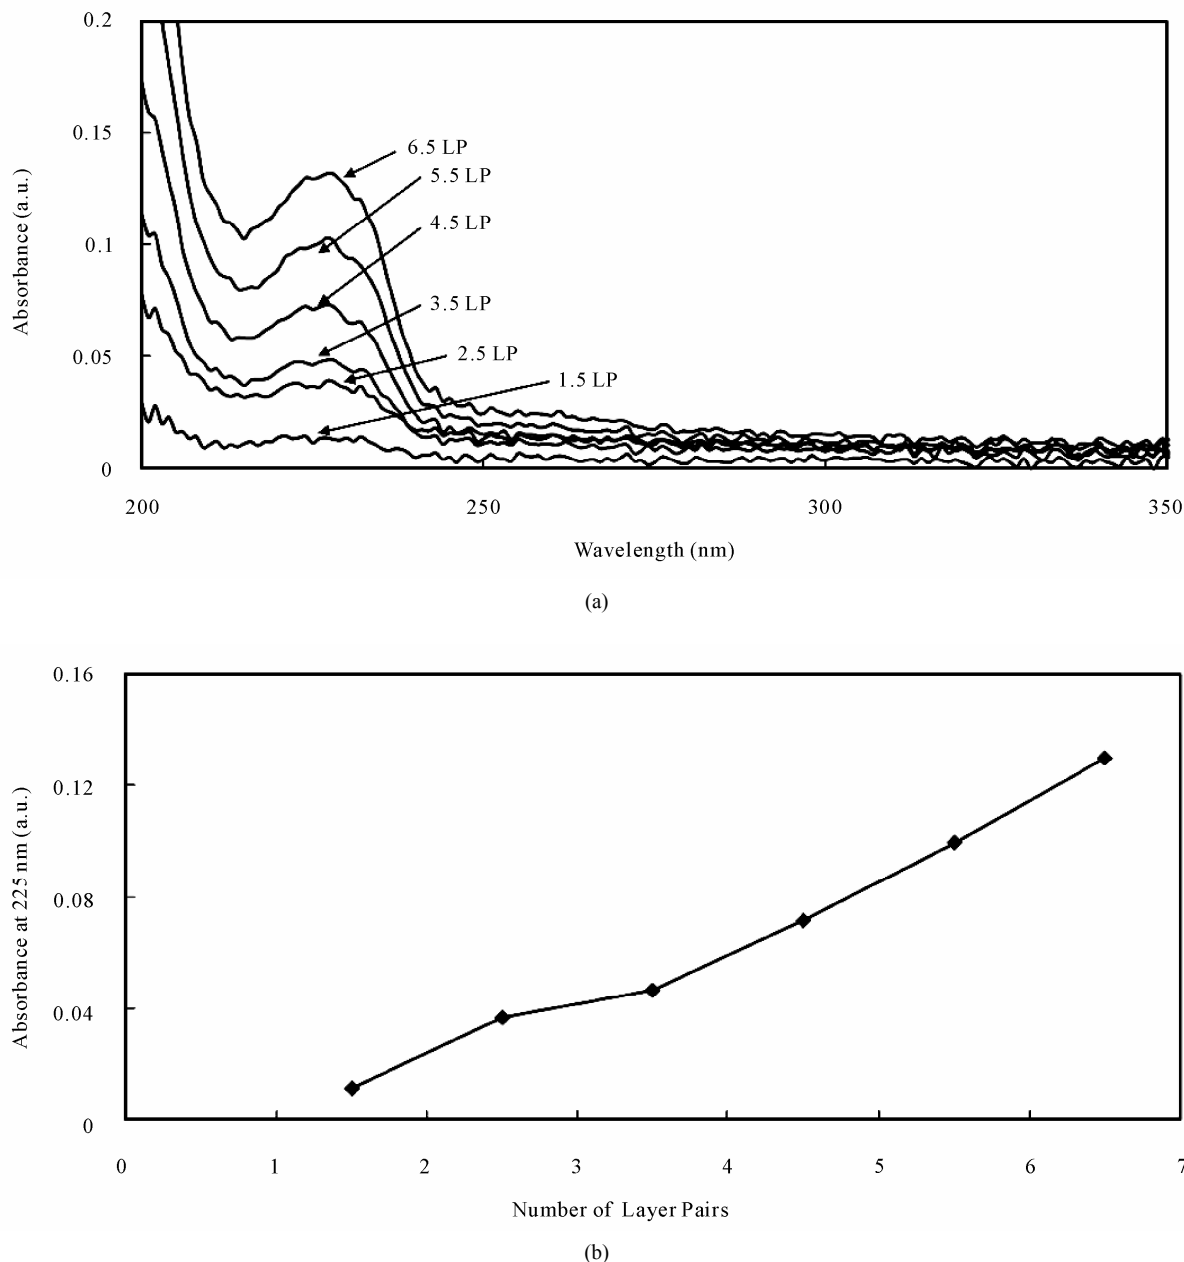 0.2
0.15
0.1
0.05
0
Absorbance (a.u.)
6.5 LP
5.5 LP
4.5 LP
3.5 LP
2.5 LP
1.5 LP
200 250 300 350
Wavelength (nm)
(a)
0.16
0.12
0.08
0.04
0
Absorbance at 225 nm (a.u.)
0 1 2 3 4 5 6 7
Number of Layer Pairs
(b)